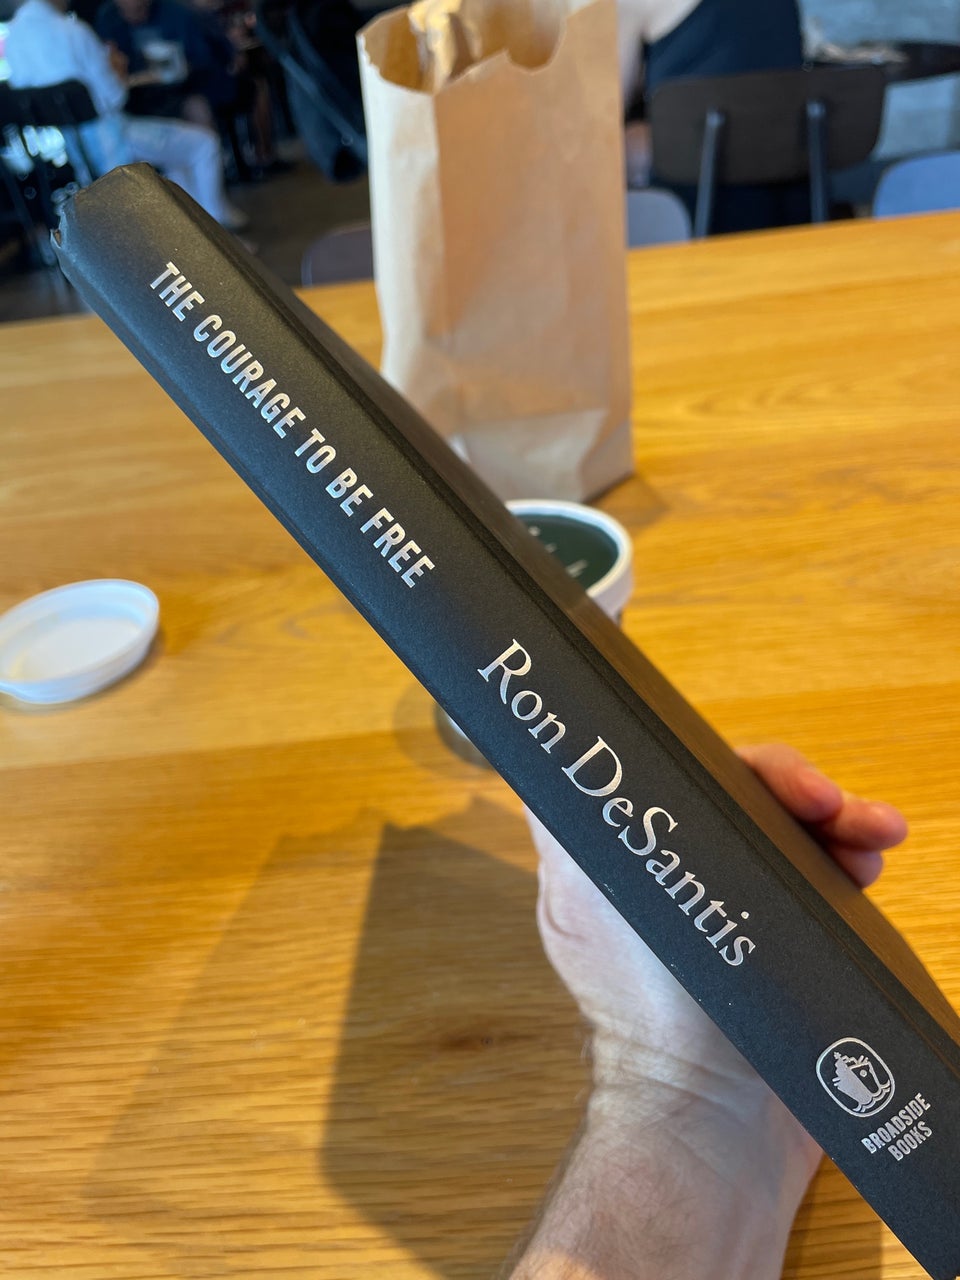 THE COURAGE TO BE FREE
Ron DeSantis
BROADSIDE
BOOKS